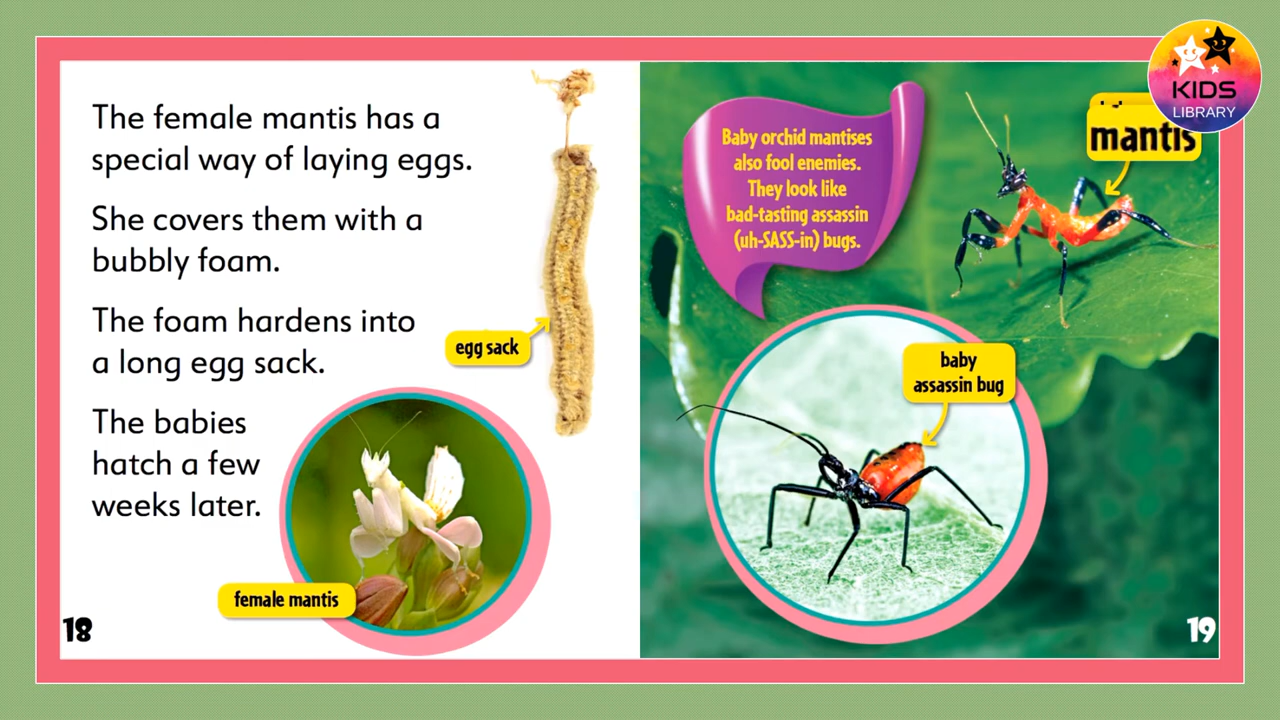 The female mantis has a
special way of laying eggs.
She covers them with a
bubbly foam.
The foam hardens into
a long egg sack.
The babies
hatch a few
weeks later.
egg sack
female mantis
18
Baby orchid mantises
also fool enemies.
They look like
bad-tasting assassin
(uh-SASS-in) bugs.
mantis
baby
assassin bug
19
KIDS
LIBRARY